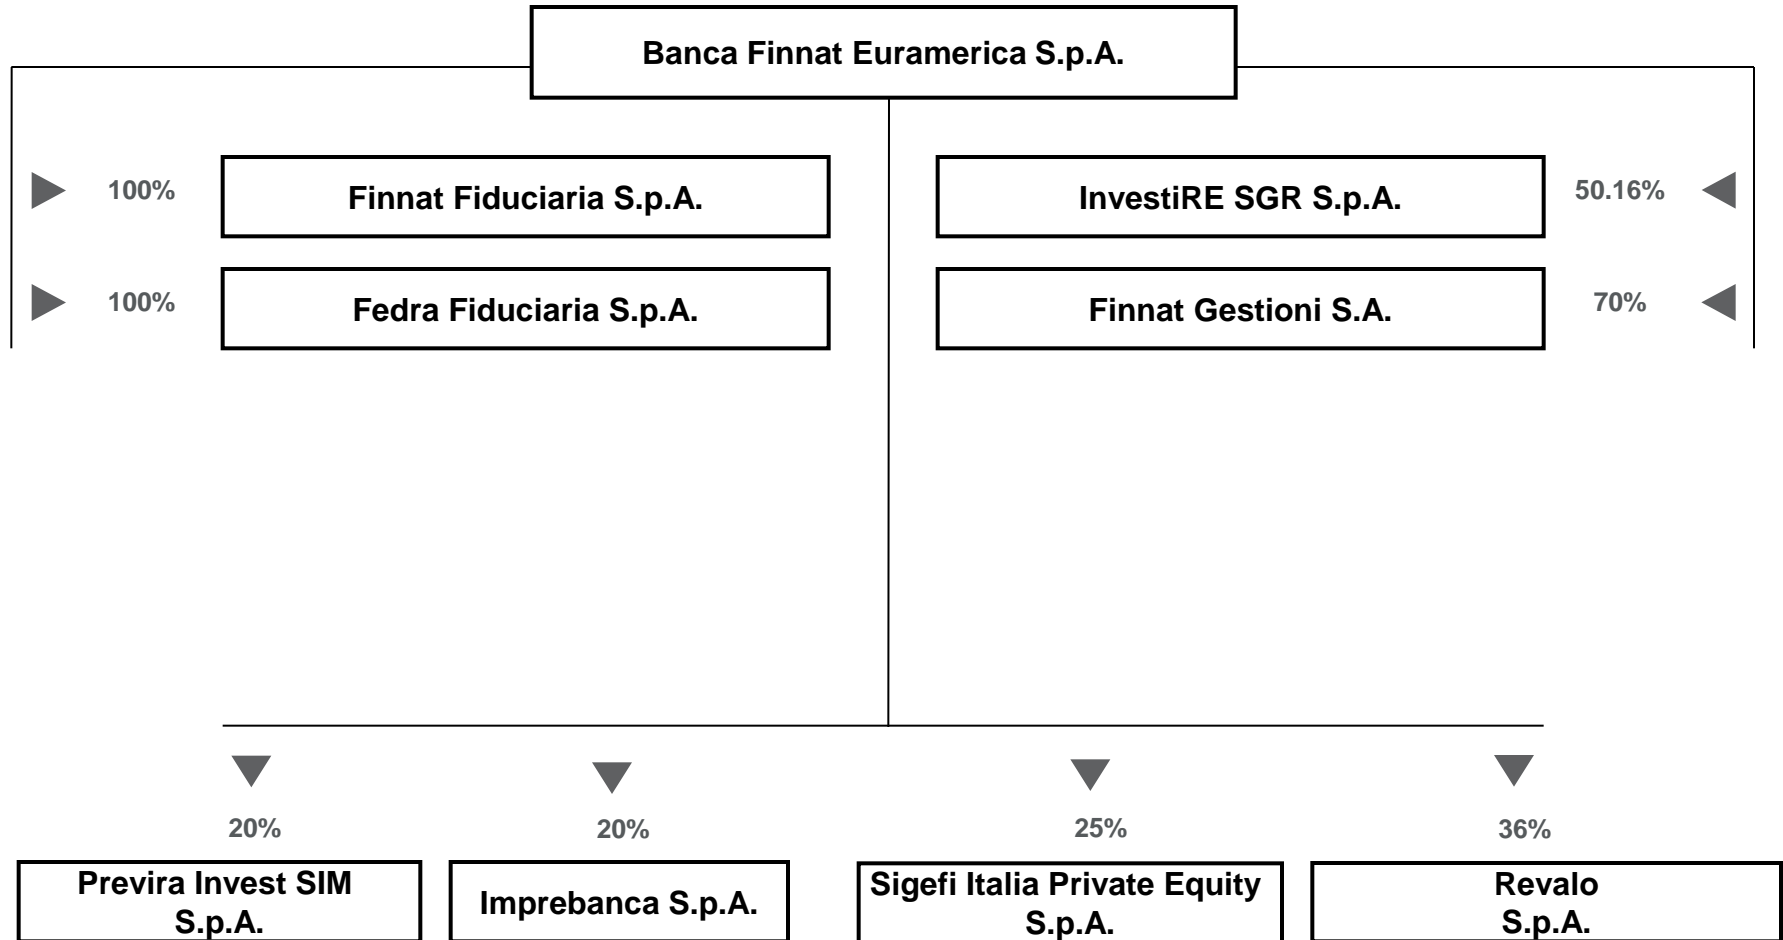 Banca Finnat Euramerica S.p.A.
100%
Finnat Fiduciaria S.p.A.
InvestiRE SGR S.p.A.
50.16%
100%
Fedra Fiduciaria S.p.A.
Finnat Gestioni S.A.
70%
20%
20%
25%
36%
Previra Invest SIM
S.p.A.
Imprebanca S.p.A.
Sigefi Italia Private Equity
S.p.A.
Revalo
S.p.A.